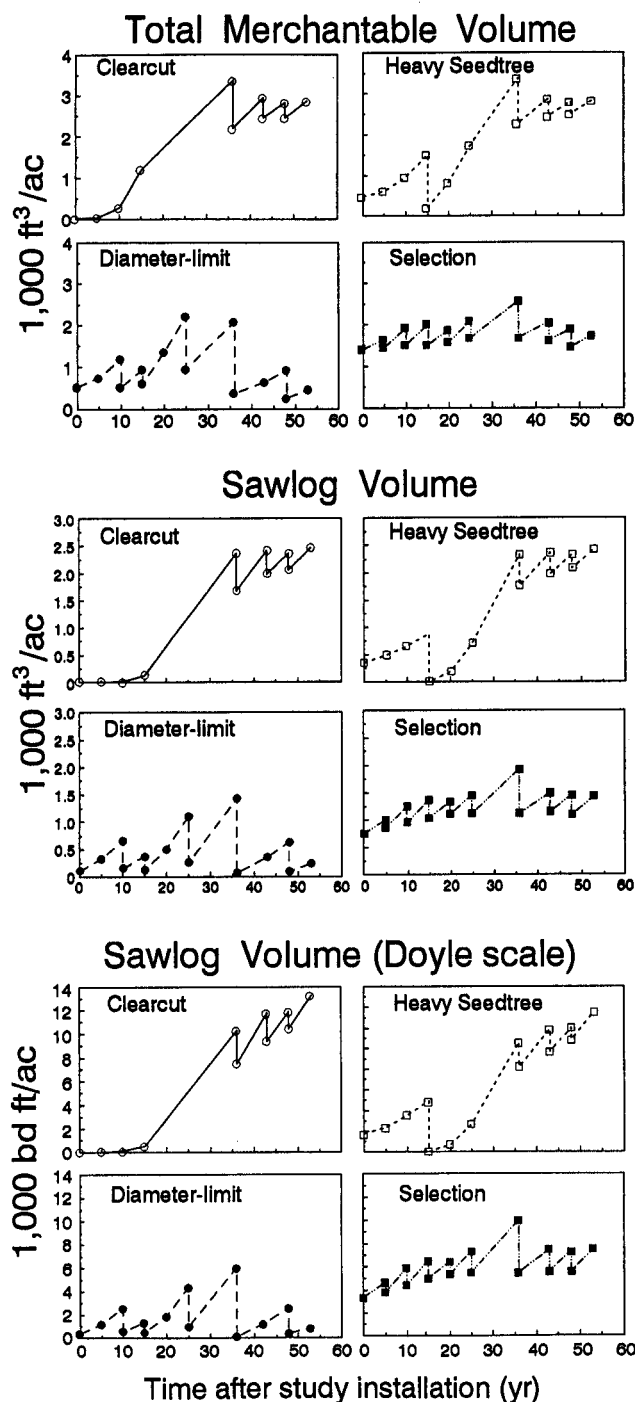 Total Merchantable Volume
Clearcut
Heavy Seedtree
4
3
2
1
0
Diameter-limit
Selection
4
3
2
1
0
0 10 20 30 40 50 60
0 10 20 30 40 50 60
1,000 ft³/ac
Sawlog Volume
Clearcut
Heavy Seedtree
3.0
2.5
2.0
1.5
1.0
0.5
0.0
Diameter-limit
Selection
3.0
2.5
2.0
1.5
1.0
0.5
0.0
0 10 20 30 40 50 60
0 10 20 30 40 50 60
1,000 ft³/ac
Sawlog Volume (Doyle scale)
Clearcut
Heavy Seedtree
14
12
10
8
6
4
2
0
Diameter-limit
Selection
14
12
10
8
6
4
2
0
0 10 20 30 40 50 60
0 10 20 30 40 50 60
1,000 bd ft/ac
Time after study installation (yr)